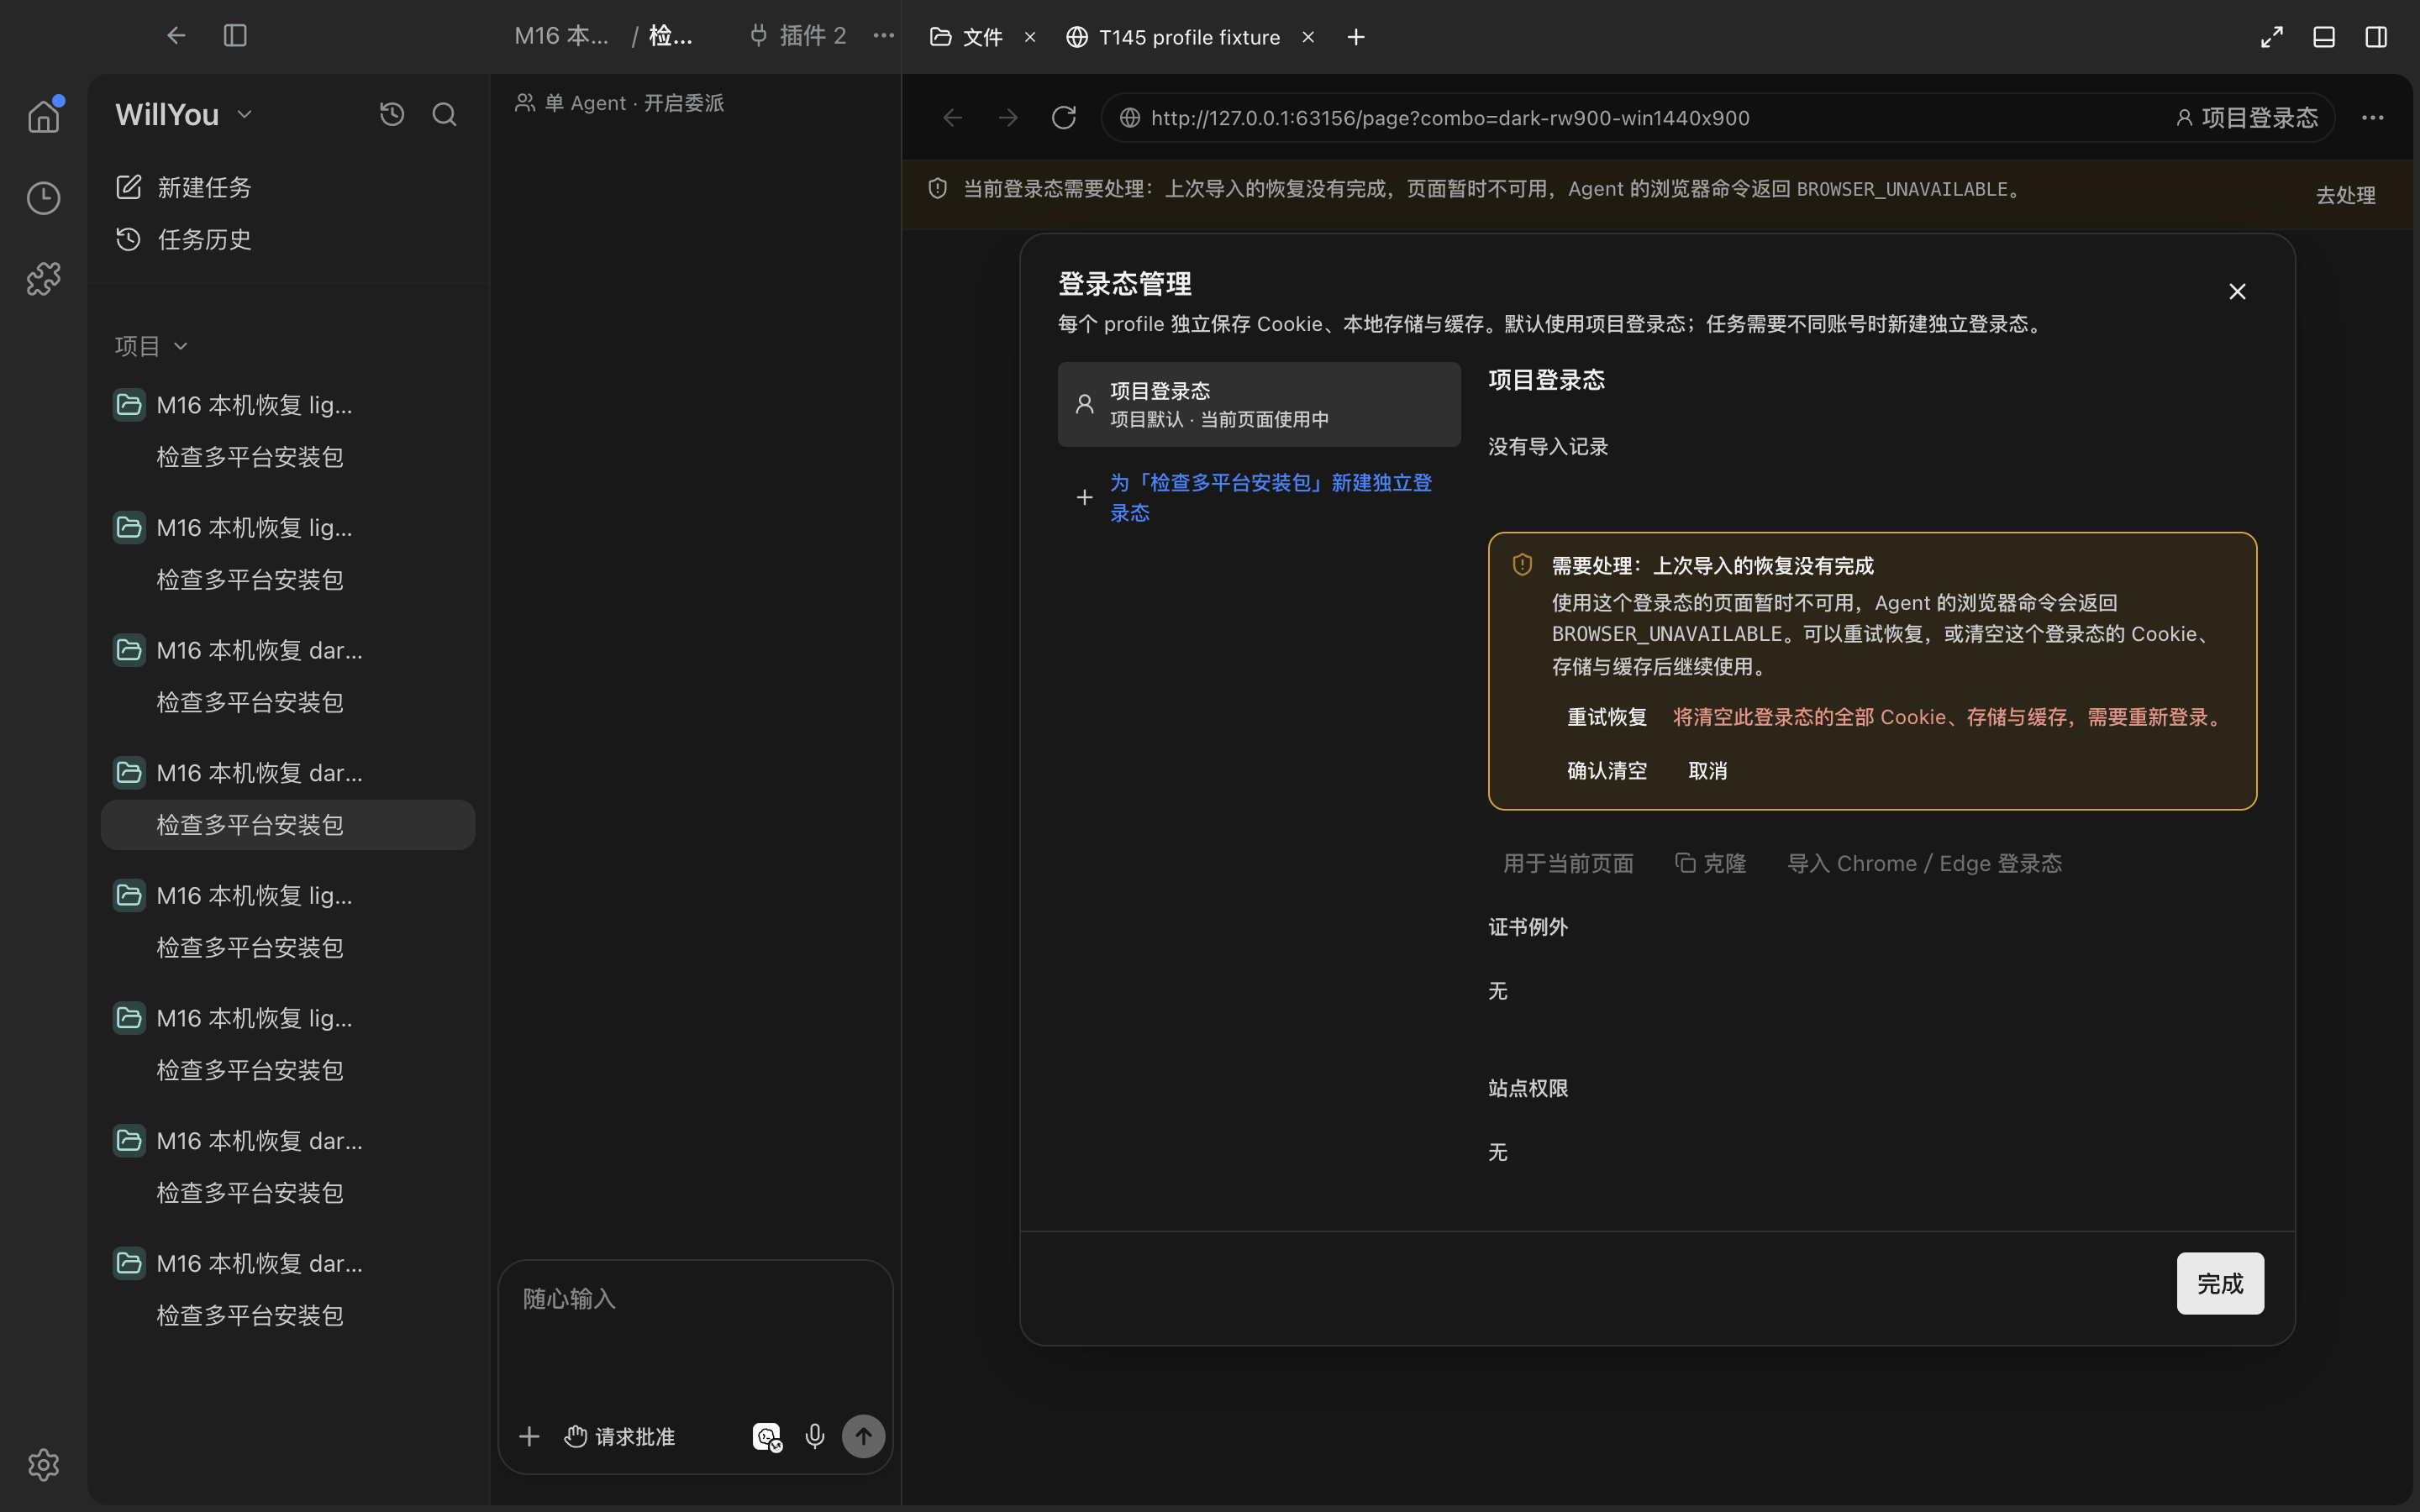 M16 本... / 检...
插件 2
文件
T145 profile fixture
WillYou
单 Agent · 开启委派
http://127.0.0.1:63156/page?combo=dark-rw900-win1440x900
项目登录态
新建任务
任务历史
当前登录态需要处理：上次导入的恢复没有完成，页面暂时不可用，Agent 的浏览器命令返回 BROWSER_UNAVAILABLE。
去处理
项目
M16 本机恢复 lig...
检查多平台安装包
M16 本机恢复 lig...
检查多平台安装包
M16 本机恢复 dar...
检查多平台安装包
M16 本机恢复 dar...
检查多平台安装包
M16 本机恢复 lig...
检查多平台安装包
M16 本机恢复 lig...
检查多平台安装包
M16 本机恢复 dar...
检查多平台安装包
M16 本机恢复 dar...
检查多平台安装包
随心输入
请求批准
登录态管理
每个 profile 独立保存 Cookie、本地存储与缓存。默认使用项目登录态；任务需要不同账号时新建独立登录态。
项目登录态
项目默认 · 当前页面使用中
为「检查多平台安装包」新建独立登
录态
项目登录态
没有导入记录
需要处理：上次导入的恢复没有完成
使用这个登录态的页面暂时不可用，Agent 的浏览器命令会返回
BROWSER_UNAVAILABLE。可以重试恢复，或清空这个登录态的 Cookie、
存储与缓存后继续使用。
重试恢复
将清空此登录态的全部 Cookie、存储与缓存，需要重新登录。
确认清空
取消
用于当前页面
克隆
导入 Chrome / Edge 登录态
证书例外
无
站点权限
无
完成